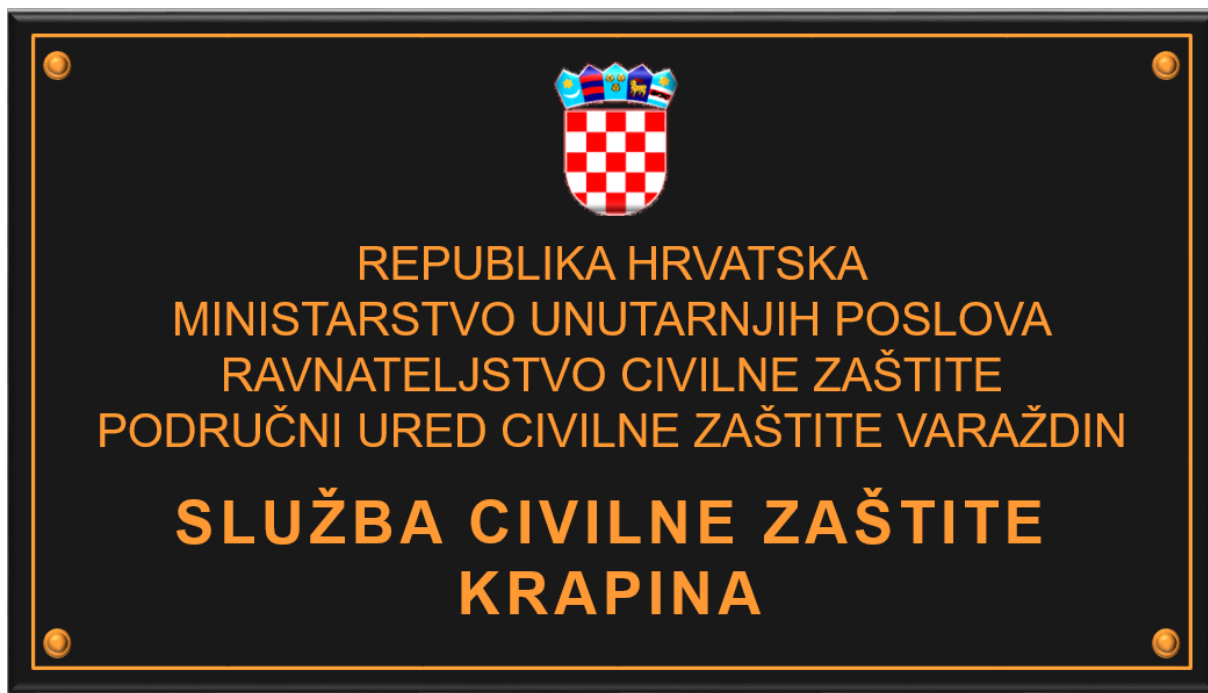 REPUBLIKA HRVATSKA
MINISTARSTVO UNUTARNJIH POSLOVA
RAVNATELJSTVO CIVILNE ZAŠTITE
PODRUČNI URED CIVILNE ZAŠTITE VARAŽDIN
SLUŽBA CIVILNE ZAŠTITE
KRAPINA